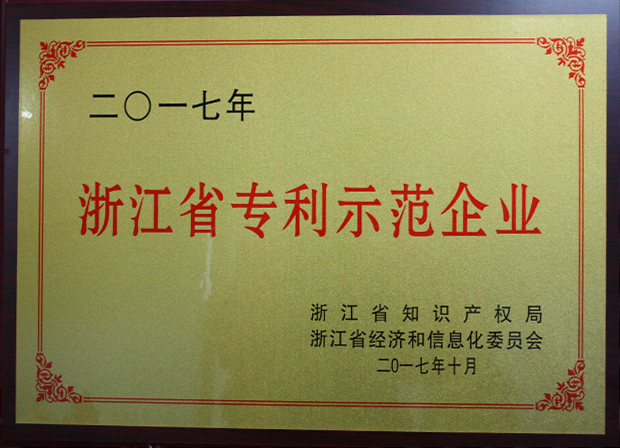 二〇一七年
浙江省专利示范企业
浙江省知识产权局
浙江省经济和信息化委员会
二〇一七年十月